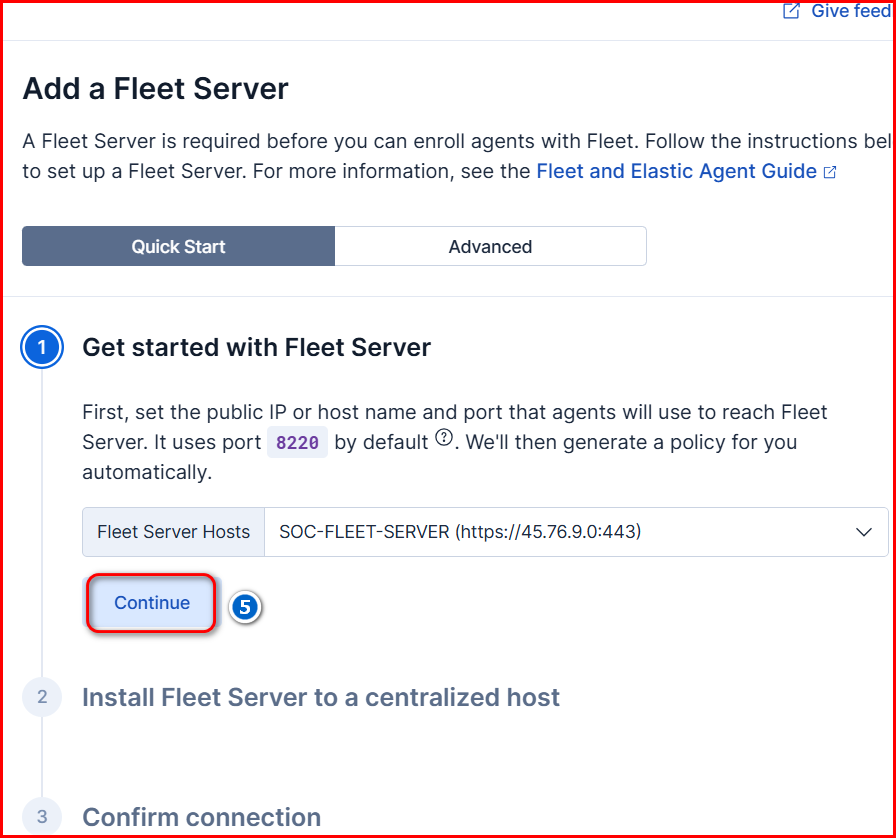 Give feed
Add a Fleet Server
A Fleet Server is required before you can enroll agents with Fleet. Follow the instructions bel
to set up a Fleet Server. For more information, see the Fleet and Elastic Agent Guide
Quick Start
Advanced
1
Get started with Fleet Server
First, set the public IP or host name and port that agents will use to reach Fleet
Server. It uses port 8220 by default ?. We'll then generate a policy for you
automatically.
Fleet Server Hosts
SOC-FLEET-SERVER (https://45.76.9.0:443)
Continue
5
2
Install Fleet Server to a centralized host
3
Confirm connection